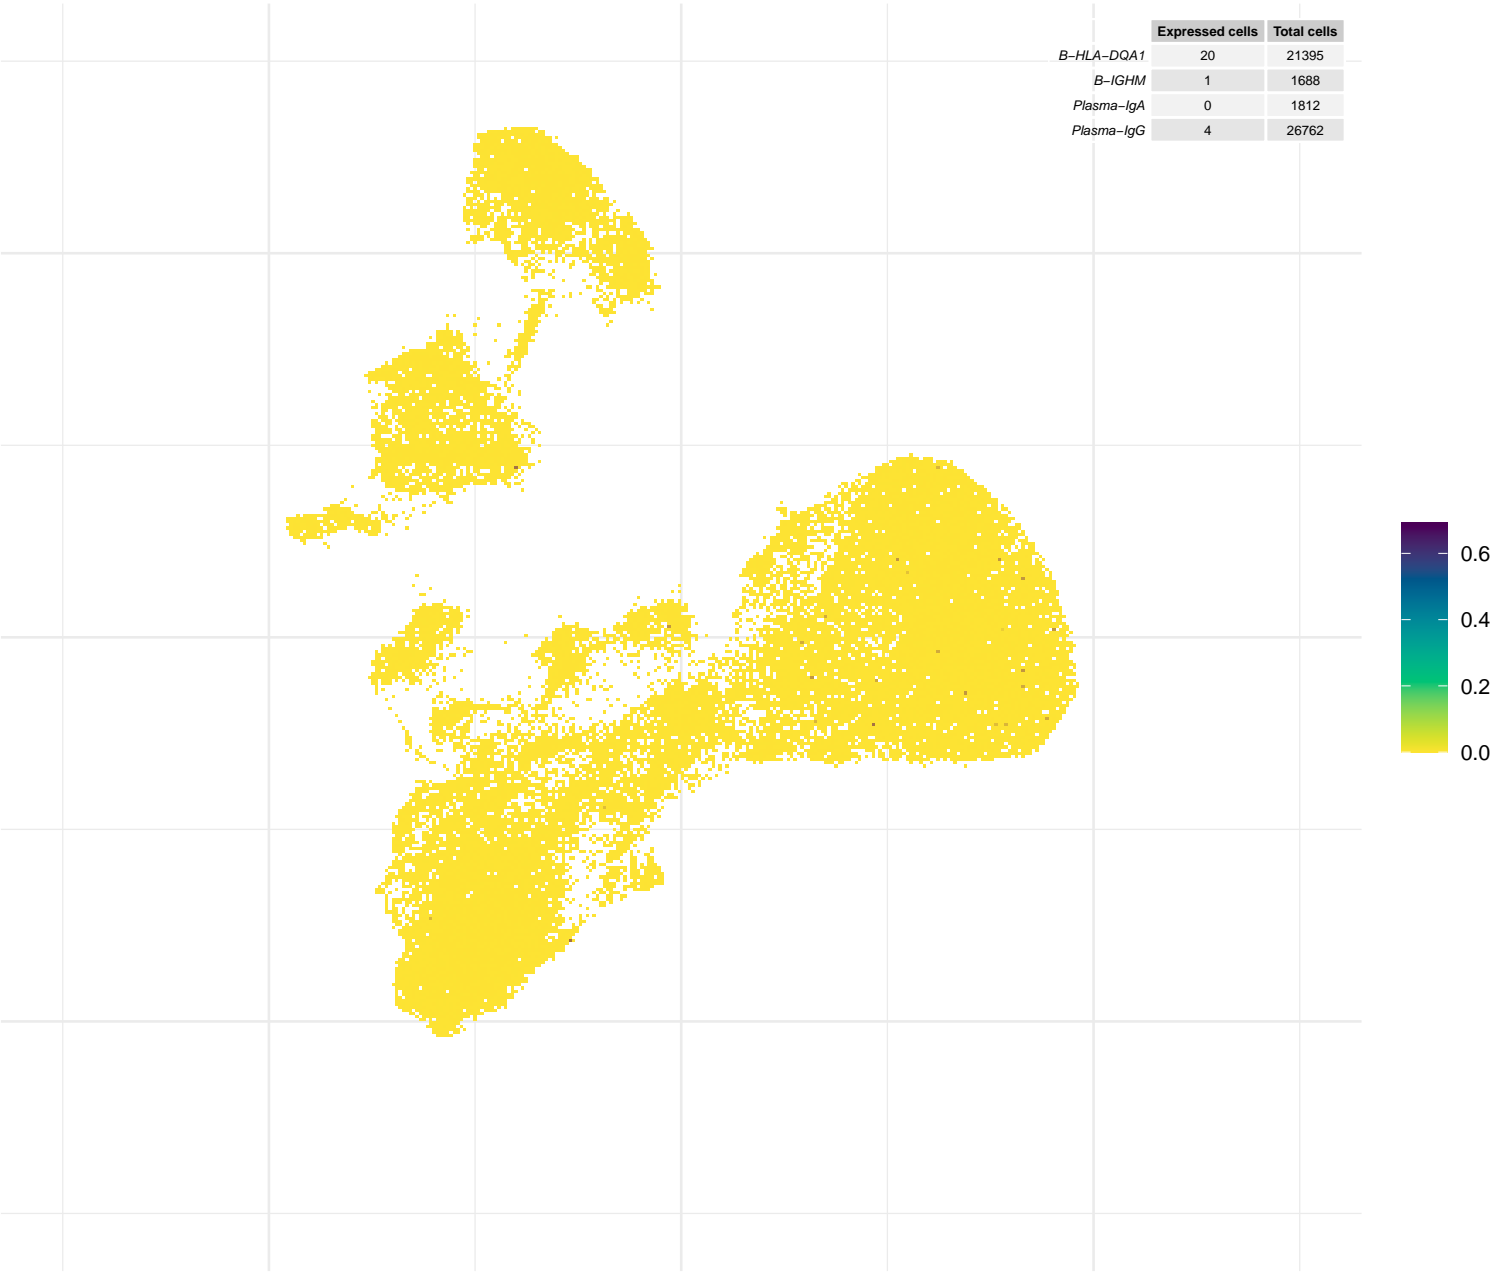 Expressed cells Total cells
B−HLA−DQA1 20 21395
B−IGHM 1 1688
Plasma−IgA 0 1812
Plasma−IgG 4 26762
0.6
0.4
0.2
0.0